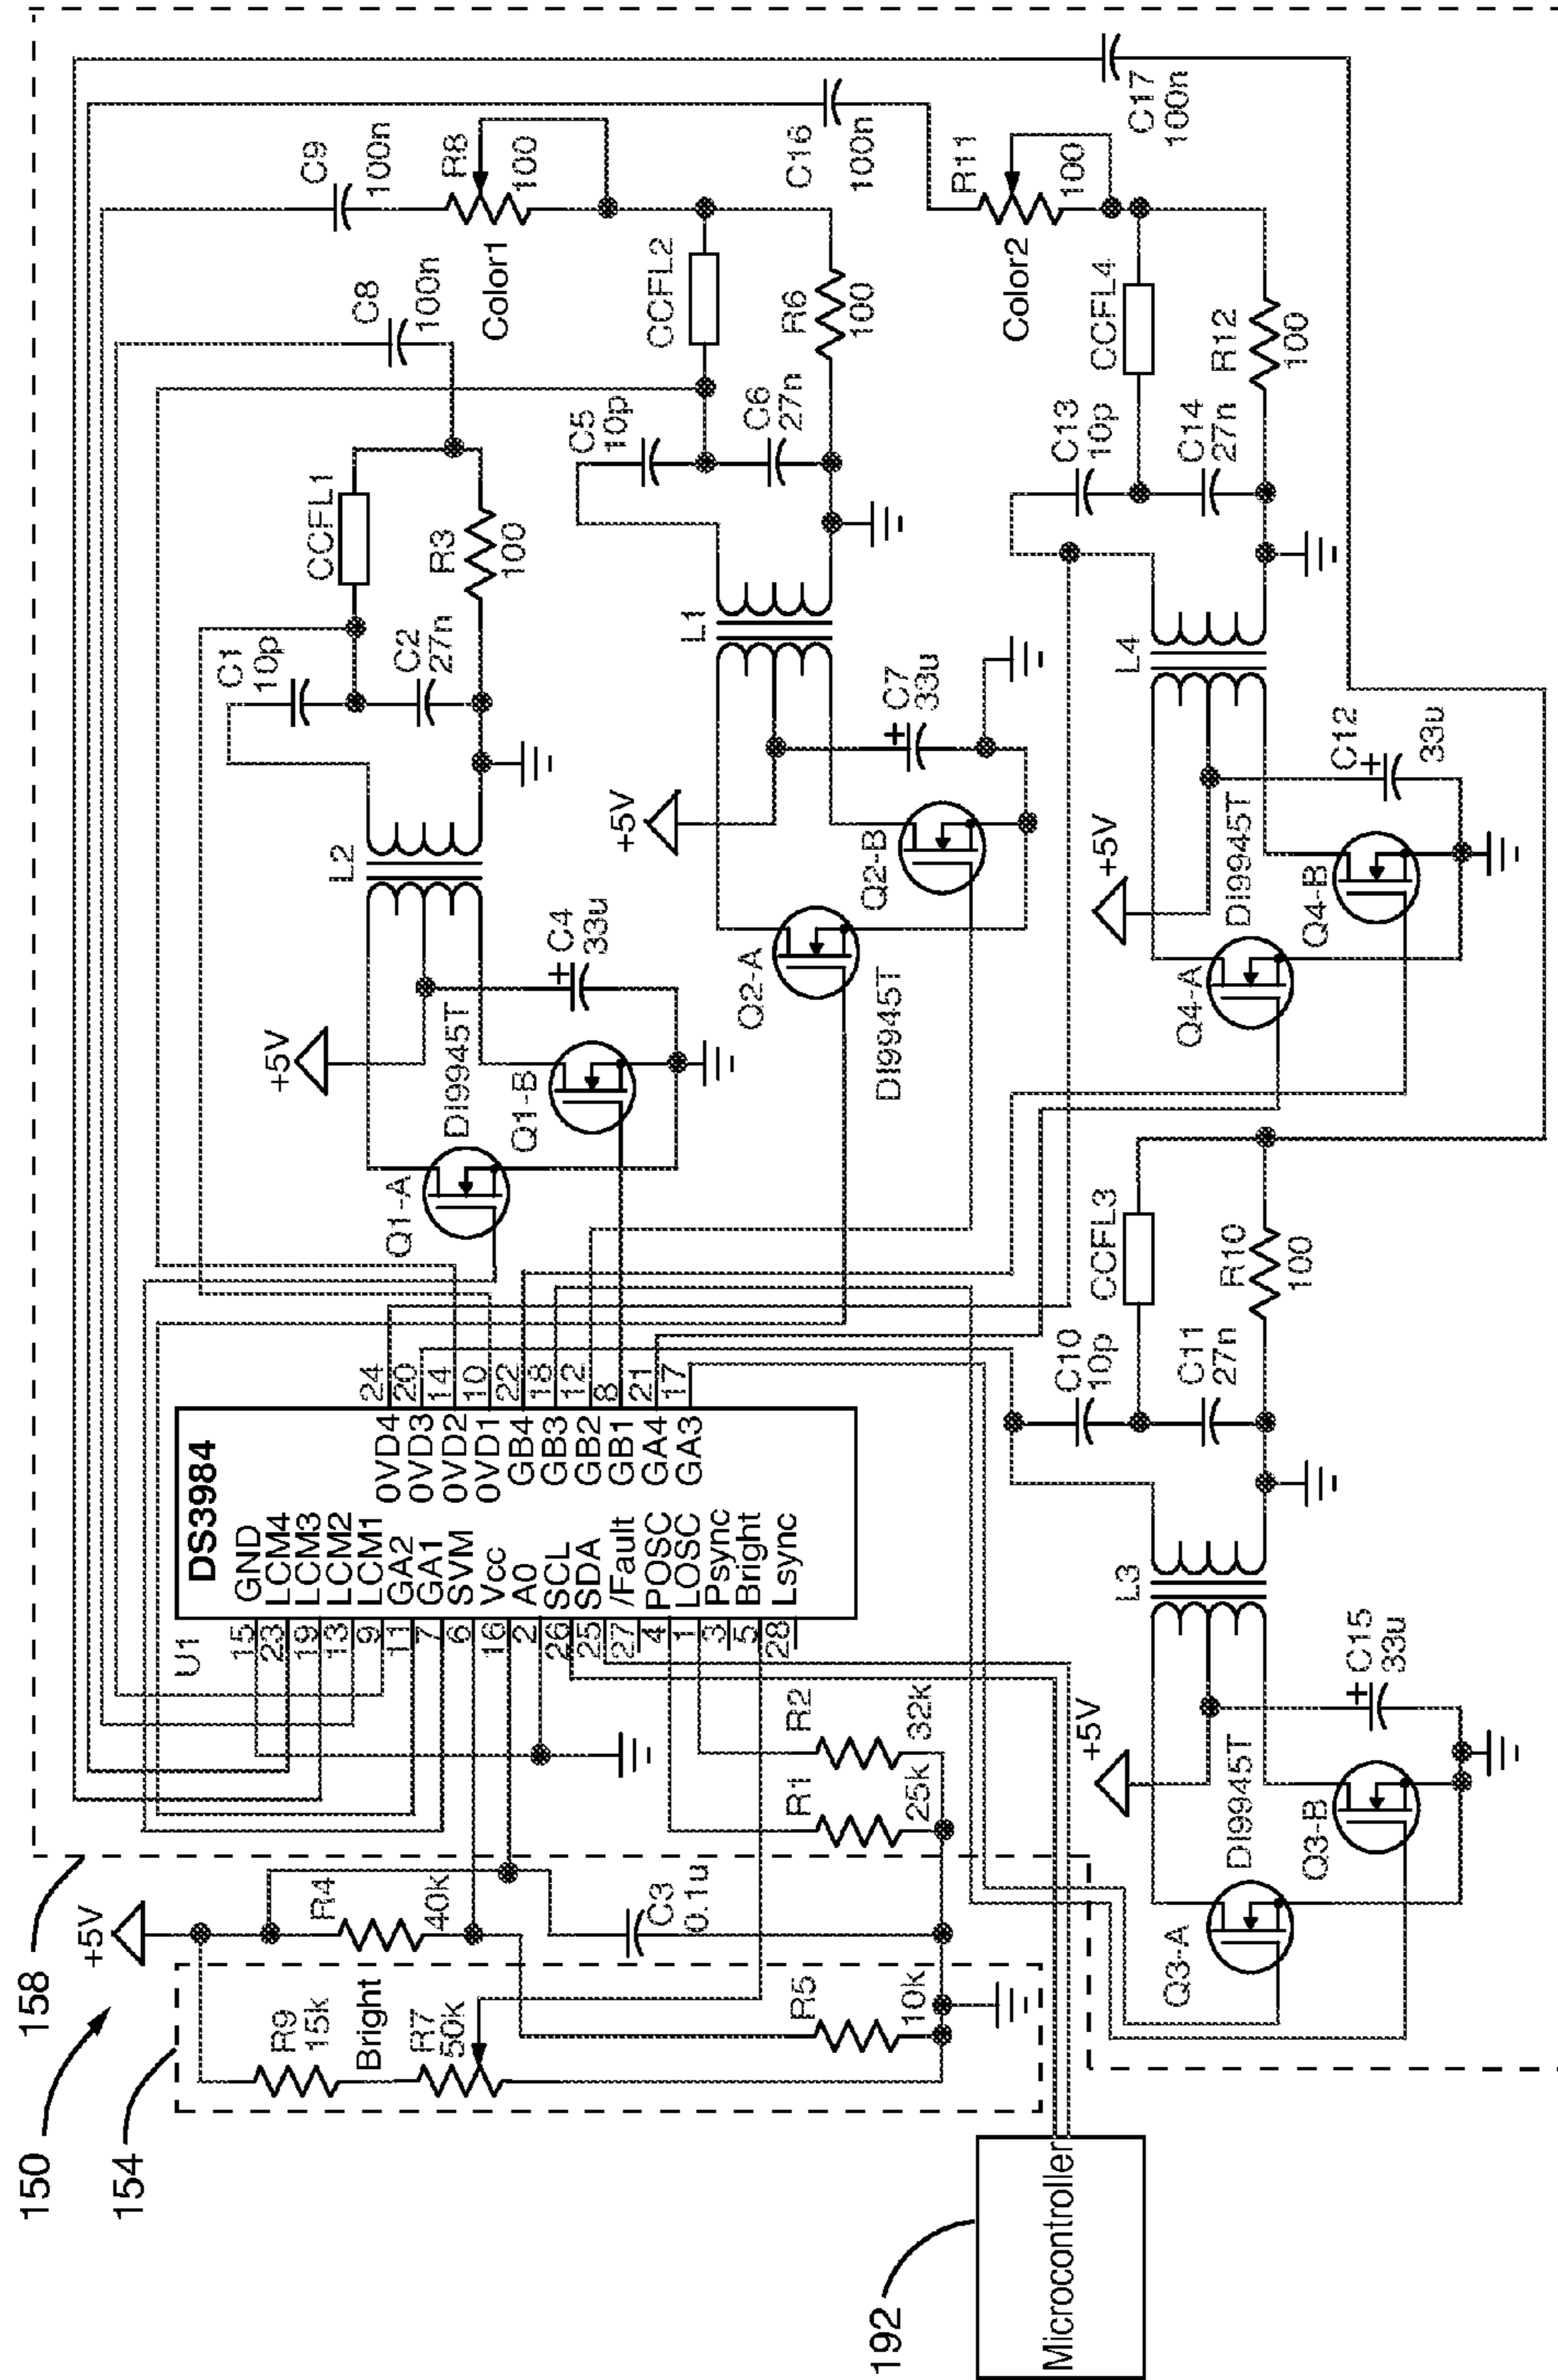 150
158
154
192
+5V
R9
15k
Bright
R7
50k
R4
40k
R5
10k
C3
0.1u
R1
25k
R2
32k
Microcontroller
U1
DS3984
15 GND
23 LCM4
19 LCM3
13 LCM2
9 LCM1
11 GA2
7 GA1
6 SVM
16 Vcc
2 A0
26 SCL
25 SDA
27 /Fault
4 POSC
1 LOSC
3 Psync
5 Bright
28 Lsync
0VD4 24
0VD3 20
0VD2 14
0VD1 10
GB4 22
GB3 18
GB2 12
GB1 8
GA4 21
GA3 17
Q1-A
DI9945T
Q1-B
+5V
C4
33u
L2
C1
10p
C2
27n
CCFL1
R3
100
C8
100n
C9
100n
R8
100
Color1
Q2-A
DI9945T
Q2-B
+5V
C7
33u
L1
C5
10p
C6
27n
CCFL2
R6
100
C16
100n
R11
100
Color2
C17
100n
Q3-A
DI9945T
Q3-B
+5V
C15
33u
L3
C10
10p
C11
27n
CCFL3
R10
100
Q4-A
DI9945T
Q4-B
+5V
C12
33u
L4
C13
10p
C14
27n
CCFL4
R12
100